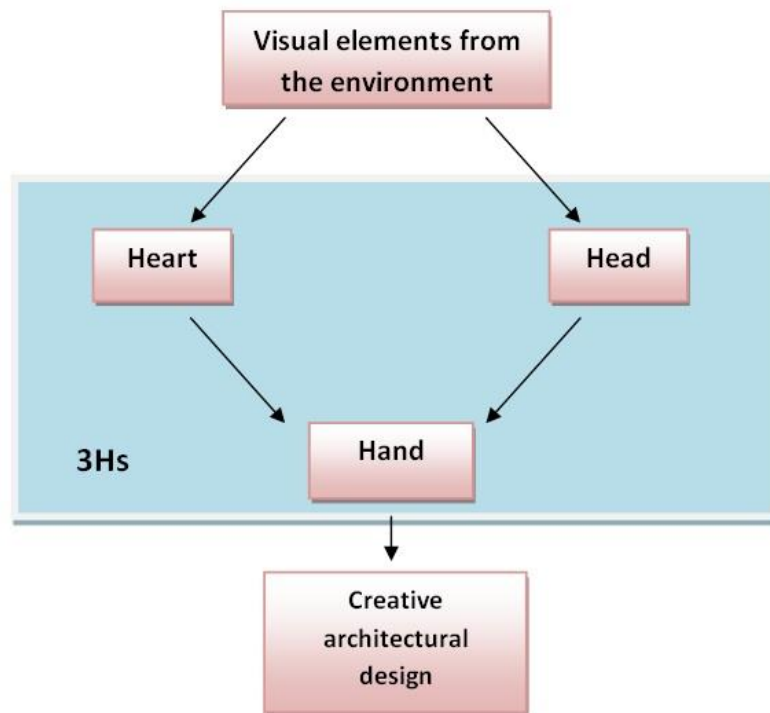 Visual elements from
the environment
Heart
Head
Hand
3Hs
Creative
architectural
design